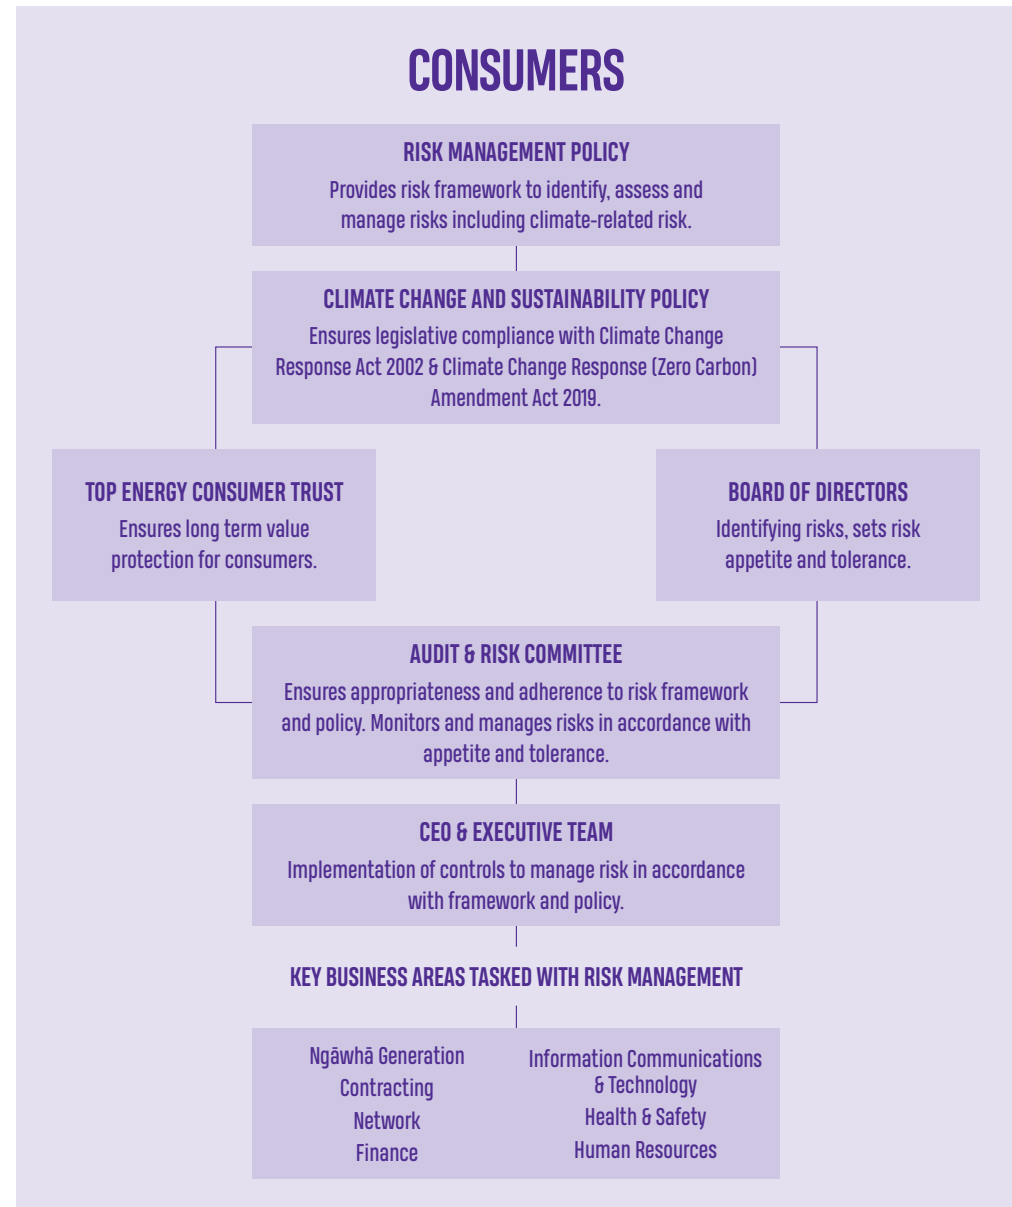 CONSUMERS
RISK MANAGEMENT POLICY
Provides risk framework to identify, assess and
manage risks including climate-related risk.
CLIMATE CHANGE AND SUSTAINABILITY POLICY
Ensures legislative compliance with Climate Change
Response Act 2002 & Climate Change Response (Zero Carbon)
Amendment Act 2019.
TOP ENERGY CONSUMER TRUST
Ensures long term value
protection for consumers.
BOARD OF DIRECTORS
Identifying risks, sets risk
appetite and tolerance.
AUDIT & RISK COMMITTEE
Ensures appropriateness and adherence to risk framework
and policy. Monitors and manages risks in accordance with
appetite and tolerance.
CEO & EXECUTIVE TEAM
Implementation of controls to manage risk in accordance
with framework and policy.
KEY BUSINESS AREAS TASKED WITH RISK MANAGEMENT
Ngāwhā Generation
Contracting
Network
Finance
Information Communications
& Technology
Health & Safety
Human Resources